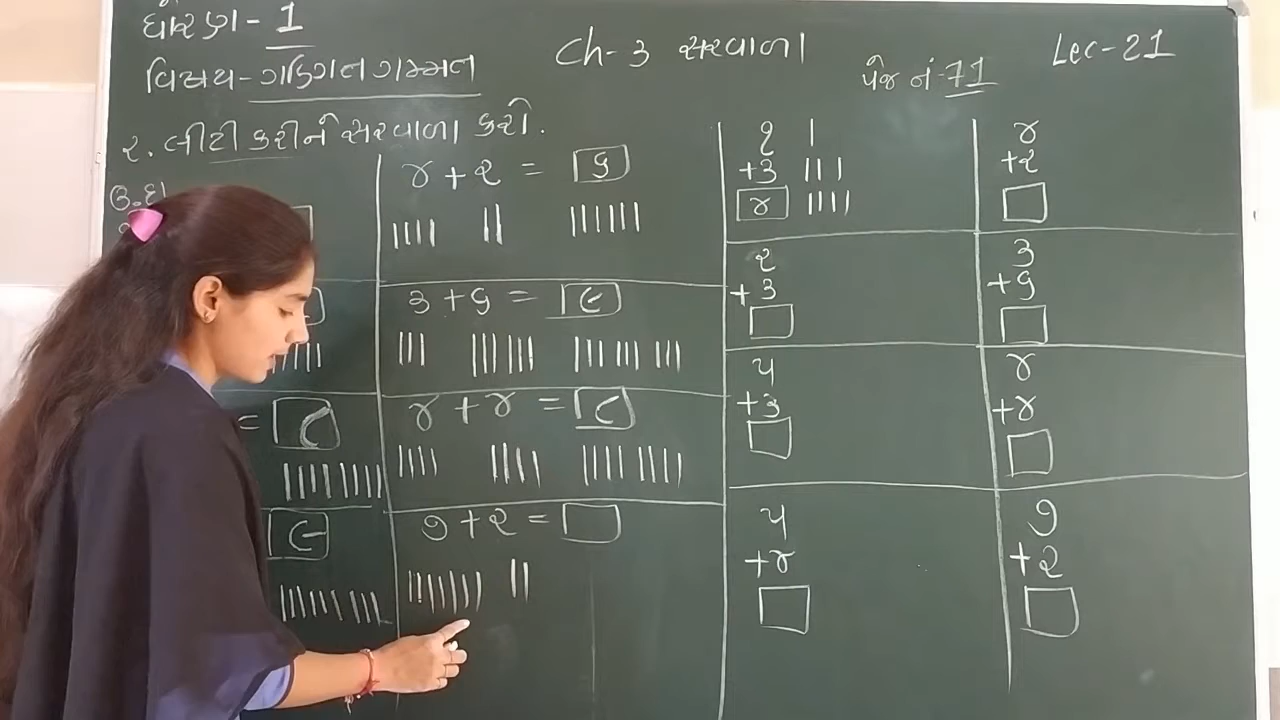 ધોરણ - 1
વિષય - ગણિત ગમ્મત
Ch - 3 સરવાળા
પેજ નં - 71
Lec - 21
૨. લીટી કરીને સરવાળા કરો.
ઉ.દા
૪ + ૨ = ૬
૩ + ૬ = ૯
૪ + ૪ = ૮
૭ + ૨ =
= ૮
૯
૧
+૩
૪
૨
+૩
૫
+૩
૫
+૪
૪
+૨
૩
+૬
૪
+૪
૭
+૨